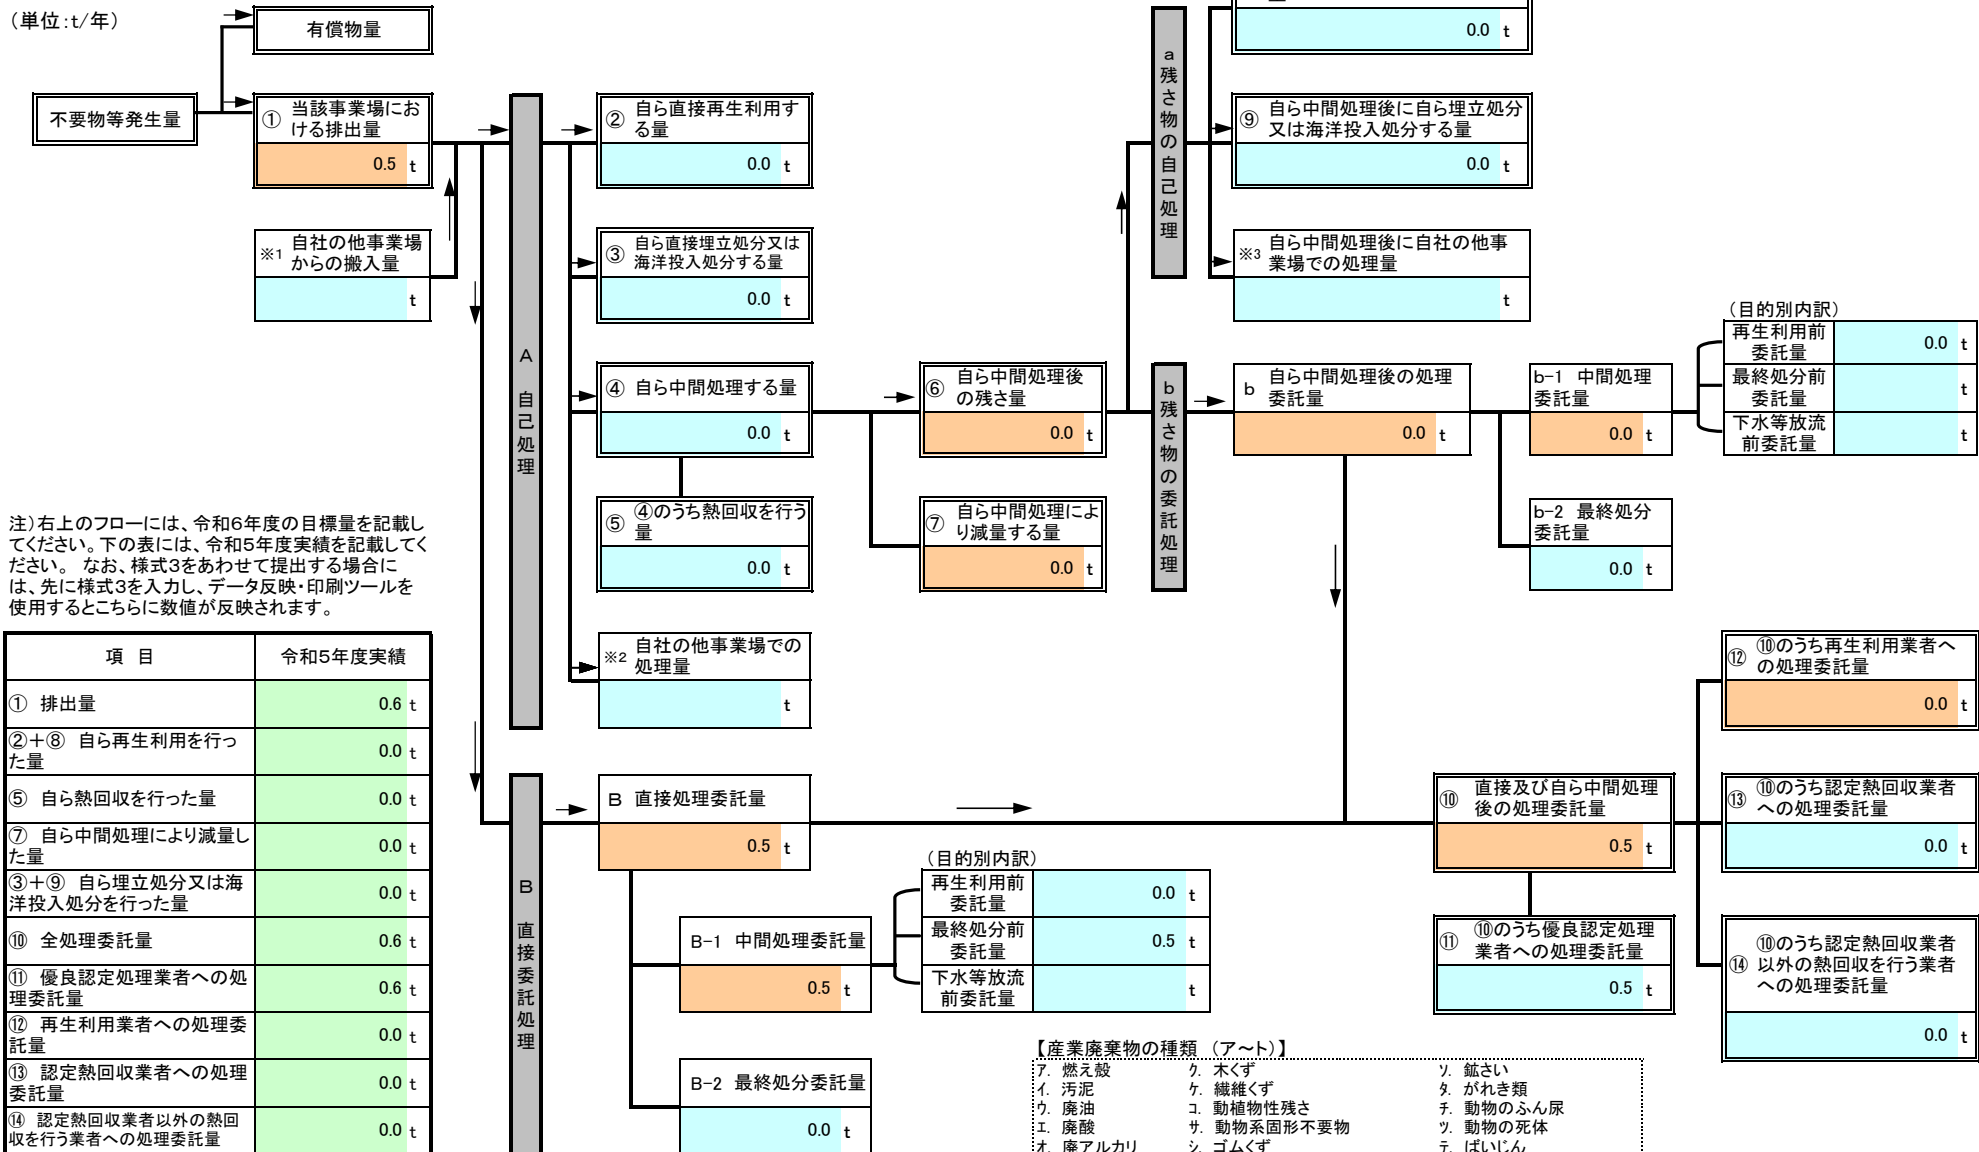 （単位:t/年）
有償物量
不要物等発生量
① 当該事業場にお
ける排出量
0.5 t
※1 自社の他事業場
からの搬入量
t
A 自己処理
② 自ら直接再生利用す
る量
0.0 t
③ 自ら直接埋立処分又は
海洋投入処分する量
0.0 t
④ 自ら中間処理する量
0.0 t
⑤ ④のうち熱回収を行う
量
0.0 t
※2 自社の他事業場での
処理量
t
⑥ 自ら中間処理後
の残さ量
0.0 t
⑦ 自ら中間処理によ
り減量する量
0.0 t
a 残さ物の自己処理
0.0 t
⑨ 自ら中間処理後に自ら埋立処分
又は海洋投入処分する量
0.0 t
※3 自ら中間処理後に自社の他事
業場での処理量
t
b 残さ物の委託処理
b 自ら中間処理後の処理
委託量
0.0 t
b-1 中間処理
委託量
0.0 t
b-2 最終処分
委託量
0.0 t
（目的別内訳）
再生利用前
委託量
0.0 t
最終処分前
委託量
t
下水等放流
前委託量
t
注）右上のフローには、令和６年度の目標量を記載し
てください。下の表には、令和５年度実績を記載してく
ださい。 なお、様式３をあわせて提出する場合に
は、先に様式３を入力し、データ反映・印刷ツールを
使用するとこちらに数値が反映されます。
項 目 令和５年度実績
① 排出量 0.6 t
②＋⑧ 自ら再生利用を行っ
た量
0.0 t
⑤ 自ら熱回収を行った量 0.0 t
⑦ 自ら中間処理により減量し
た量
0.0 t
③＋⑨ 自ら埋立処分又は海
洋投入処分を行った量
0.0 t
⑩ 全処理委託量 0.6 t
⑪ 優良認定処理業者への処
理委託量
0.6 t
⑫ 再生利用業者への処理委
託量
0.0 t
⑬ 認定熱回収業者への処理
委託量
0.0 t
⑭ 認定熱回収業者以外の熱回
収を行う業者への処理委託量
0.0 t
B 直接委託処理
B 直接処理委託量
0.5 t
B-1 中間処理委託量
0.5 t
B-2 最終処分委託量
0.0 t
（目的別内訳）
再生利用前
委託量
0.0 t
最終処分前
委託量
0.5 t
下水等放流
前委託量
t
⑩ 直接及び自ら中間処理
後の処理委託量
0.5 t
⑪ ⑩のうち優良認定処理
業者への処理委託量
0.5 t
⑫ ⑩のうち再生利用業者へ
の処理委託量
0.0 t
⑬ ⑩のうち認定熱回収業者
への処理委託量
0.0 t
⑭ ⑩のうち認定熱回収業者
以外の熱回収を行う業者
への処理委託量
0.0 t
【産業廃棄物の種類 （ア～ト）】
ア. 燃え殻 ク. 木くず ソ. 鉱さい
イ. 汚泥 ケ. 繊維くず タ. がれき類
ウ. 廃油 コ. 動植物性残さ チ. 動物のふん尿
エ. 廃酸 サ. 動物系固形不要物 ツ. 動物の死体
オ. 廃アルカリ シ. ゴムくず テ. ばいじん